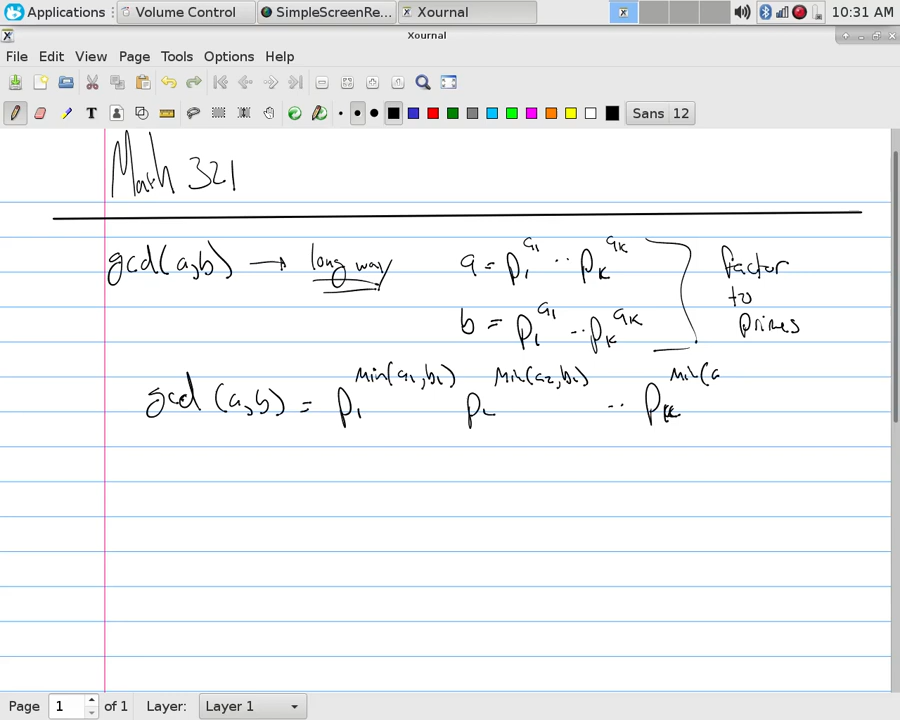 Applications Volume Control SimpleScreenRe... Xournal 10:31 AM
Xournal
File Edit View Page Tools Options Help
T Sans 12
Math 321
gcd(a,b) → long way
a = p₁^a₁ ·· pₖ^aₖ
b = p₁^a₁ ·· pₖ^aₖ
factor
to
primes
gcd (a,b) = p₁^min(a₁,b₁) p₂^min(a₂,b₂) ·· pₖ^min(a
Page 1 of 1 Layer: Layer 1